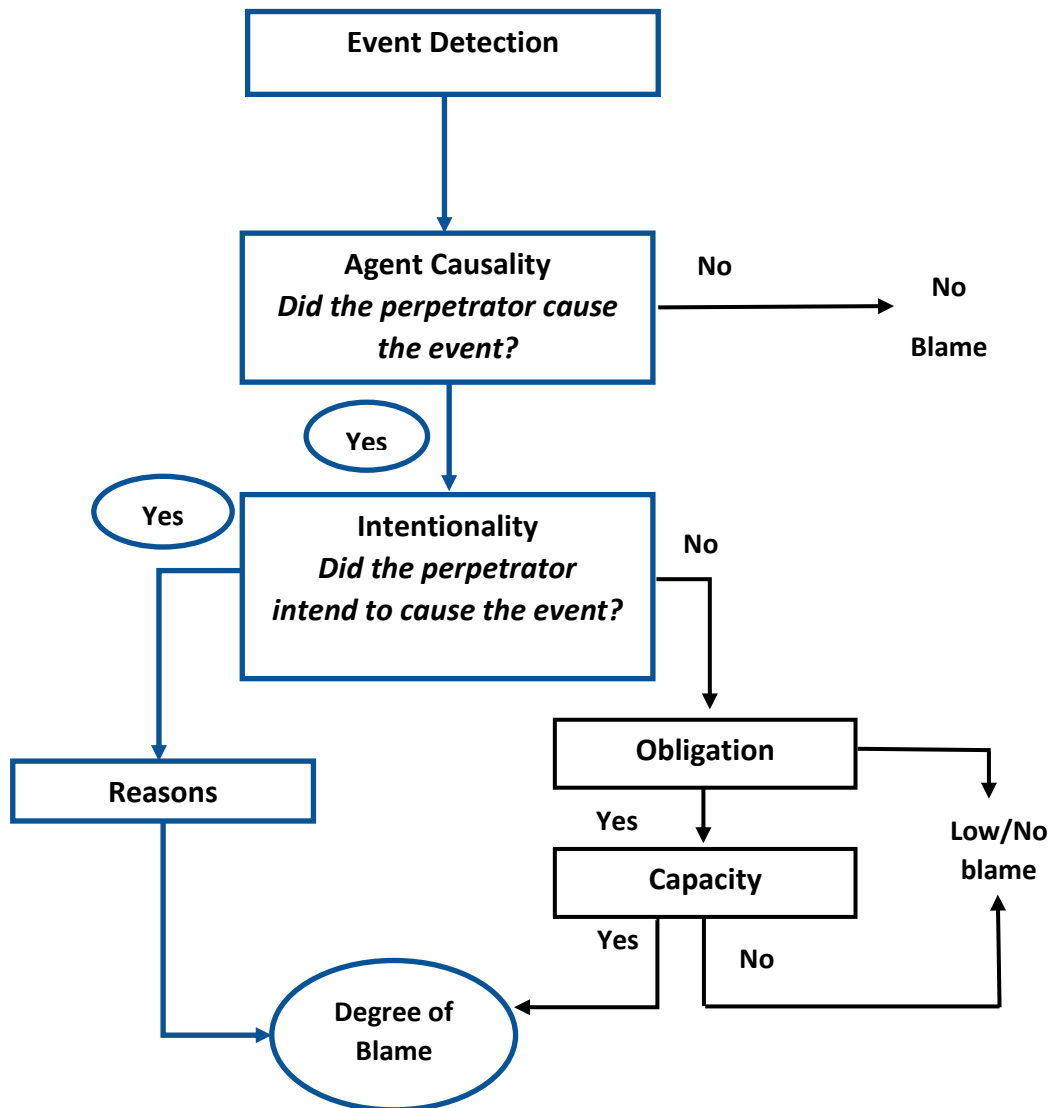 Event Detection
Agent Causality
Did the perpetrator cause
the event?
No
No
Blame
Yes
Yes
Intentionality
Did the perpetrator
intend to cause the event?
No
Obligation
Reasons
Yes
Low/No
blame
Capacity
Yes
No
Degree of
Blame